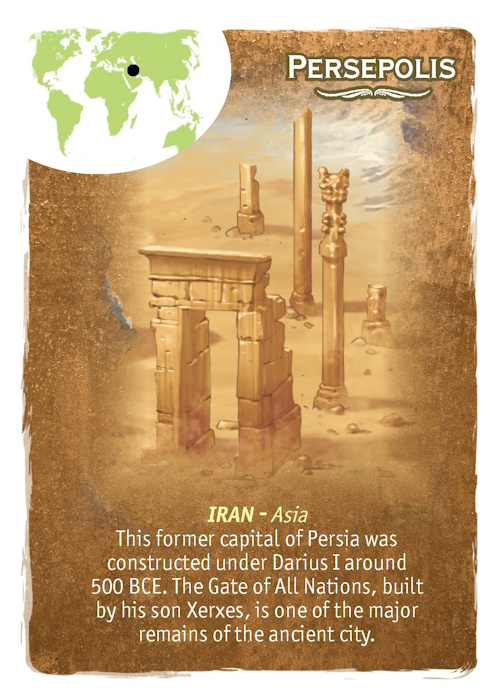 PERSEPOLIS
IRAN - Asia
This former capital of Persia was
constructed under Darius I around
500 BCE. The Gate of All Nations, built
by his son Xerxes, is one of the major
remains of the ancient city.